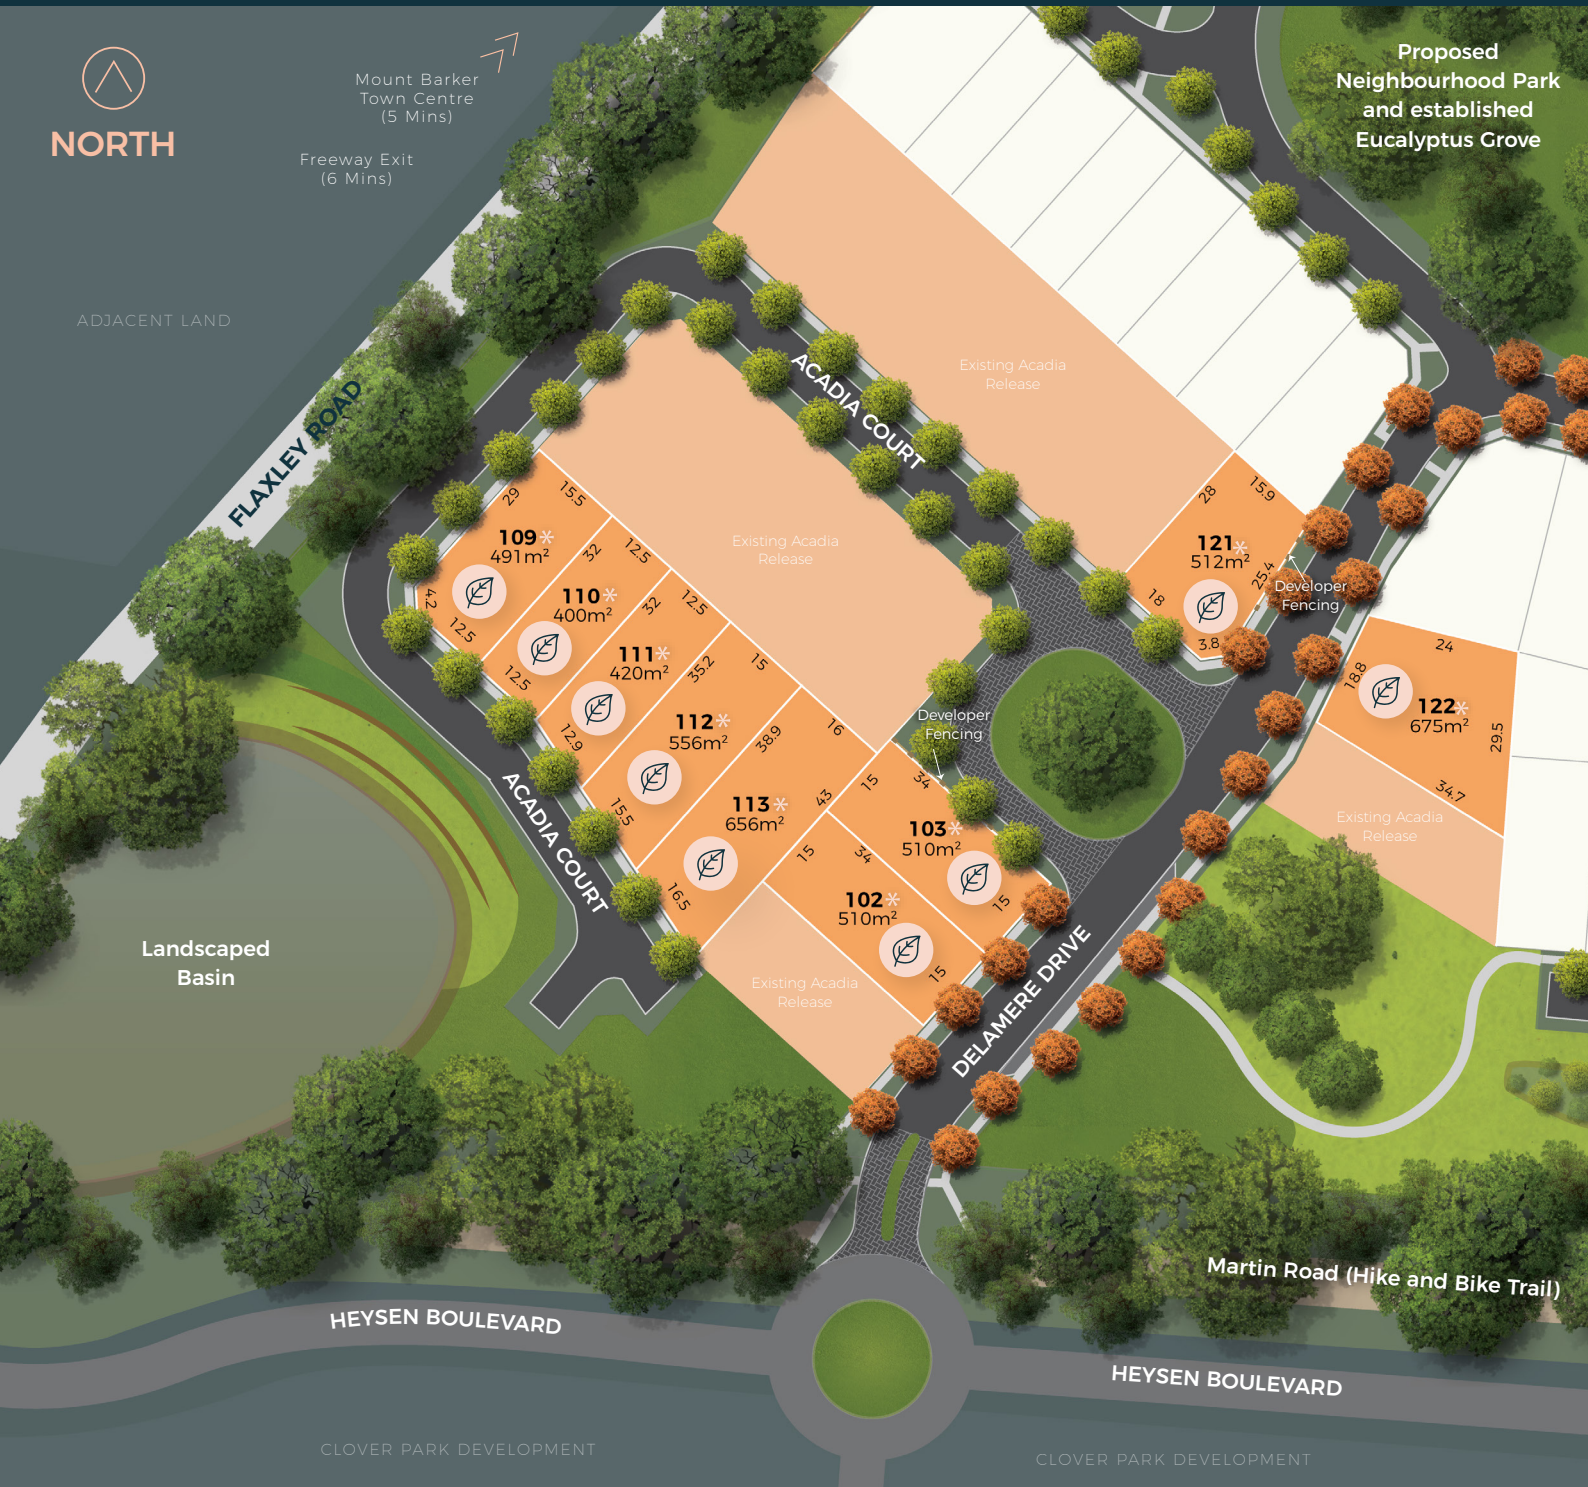 NORTH
Mount Barker
Town Centre
(5 Mins)
Freeway Exit
(6 Mins)
Proposed
Neighbourhood Park
and established
Eucalyptus Grove
ADJACENT LAND
FLAXLEY ROAD
ACADIA COURT
Existing Acadia
Release
Existing Acadia
Release
29
15.5
109*
491m²
4.2
12.5
32
12.5
110*
400m²
12.5
32
12.5
111*
420m²
12.9
35.2
15
112*
556m²
15.5
38.9
16
113*
656m²
16.5
43
15
34
103*
510m²
15
15
34
102*
510m²
15
Developer
Fencing
28
15.9
121*
512m²
25.4
18
3.8
Developer
Fencing
24
18.8
122*
675m²
29.5
34.7
Existing Acadia
Release
ACADIA COURT
Existing Acadia
Release
DELAMERE DRIVE
Landscaped
Basin
Martin Road (Hike and Bike Trail)
HEYSEN BOULEVARD
HEYSEN BOULEVARD
CLOVER PARK DEVELOPMENT
CLOVER PARK DEVELOPMENT